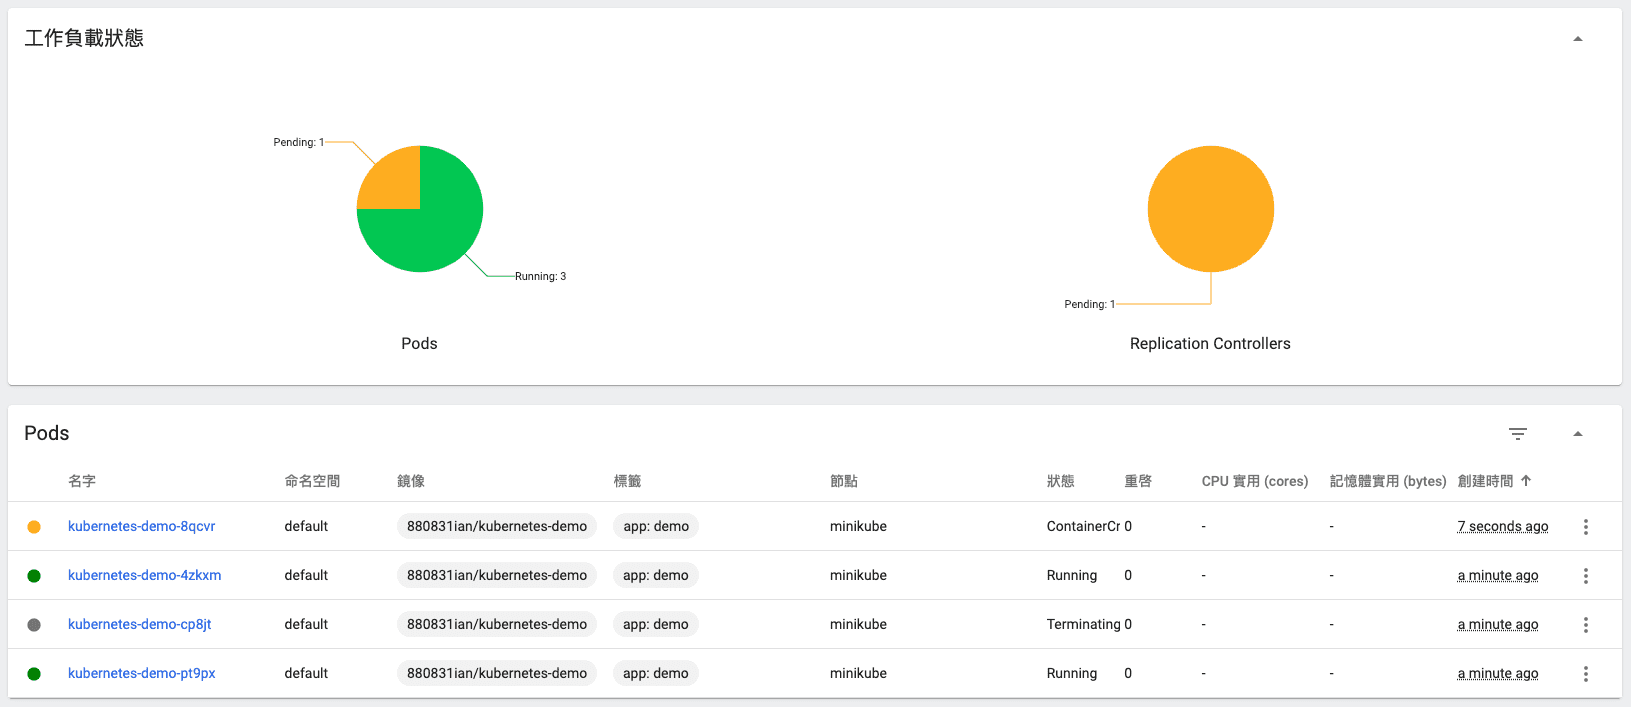 工作負載狀態
Pending: 1
Running: 3
Pods
Pending: 1
Replication Controllers
Pods
名字 命名空間 鏡像 標籤 節點 狀態 重啓 CPU 實用 (cores) 記憶體實用 (bytes) 創建時間
kubernetes-demo-8qcvr default 880831ian/kubernetes-demo app: demo minikube ContainerCr 0 - - 7 seconds ago
kubernetes-demo-4zkxm default 880831ian/kubernetes-demo app: demo minikube Running 0 - - a minute ago
kubernetes-demo-cp8jt default 880831ian/kubernetes-demo app: demo minikube Terminating 0 - - a minute ago
kubernetes-demo-pt9px default 880831ian/kubernetes-demo app: demo minikube Running 0 - - a minute ago